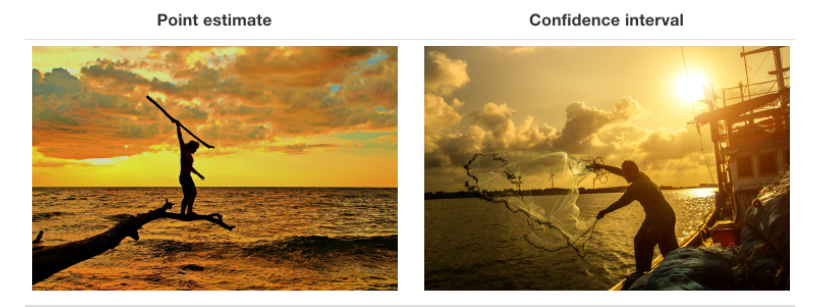 Point estimate
Confidence interval